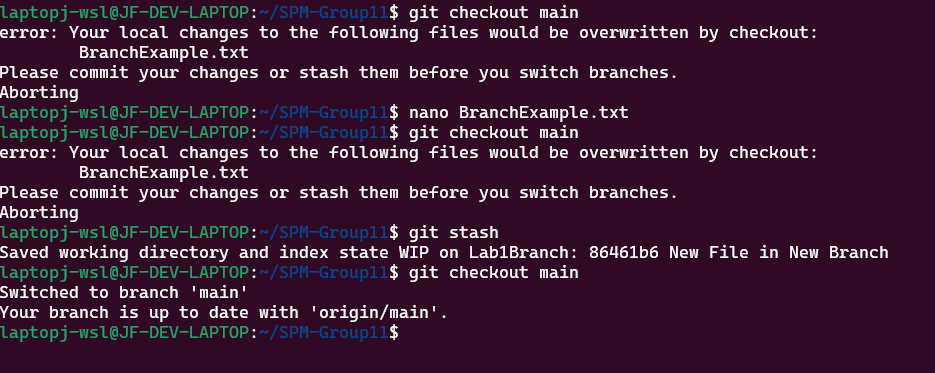 laptopj-wsl@JF-DEV-LAPTOP:~/SPM-Group11$ git checkout main
error: Your local changes to the following files would be overwritten by checkout:
        BranchExample.txt
Please commit your changes or stash them before you switch branches.
Aborting
laptopj-wsl@JF-DEV-LAPTOP:~/SPM-Group11$ nano BranchExample.txt
laptopj-wsl@JF-DEV-LAPTOP:~/SPM-Group11$ git checkout main
error: Your local changes to the following files would be overwritten by checkout:
        BranchExample.txt
Please commit your changes or stash them before you switch branches.
Aborting
laptopj-wsl@JF-DEV-LAPTOP:~/SPM-Group11$ git stash
Saved working directory and index state WIP on Lab1Branch: 86461b6 New File in New Branch
laptopj-wsl@JF-DEV-LAPTOP:~/SPM-Group11$ git checkout main
Switched to branch 'main'
Your branch is up to date with 'origin/main'.
laptopj-wsl@JF-DEV-LAPTOP:~/SPM-Group11$